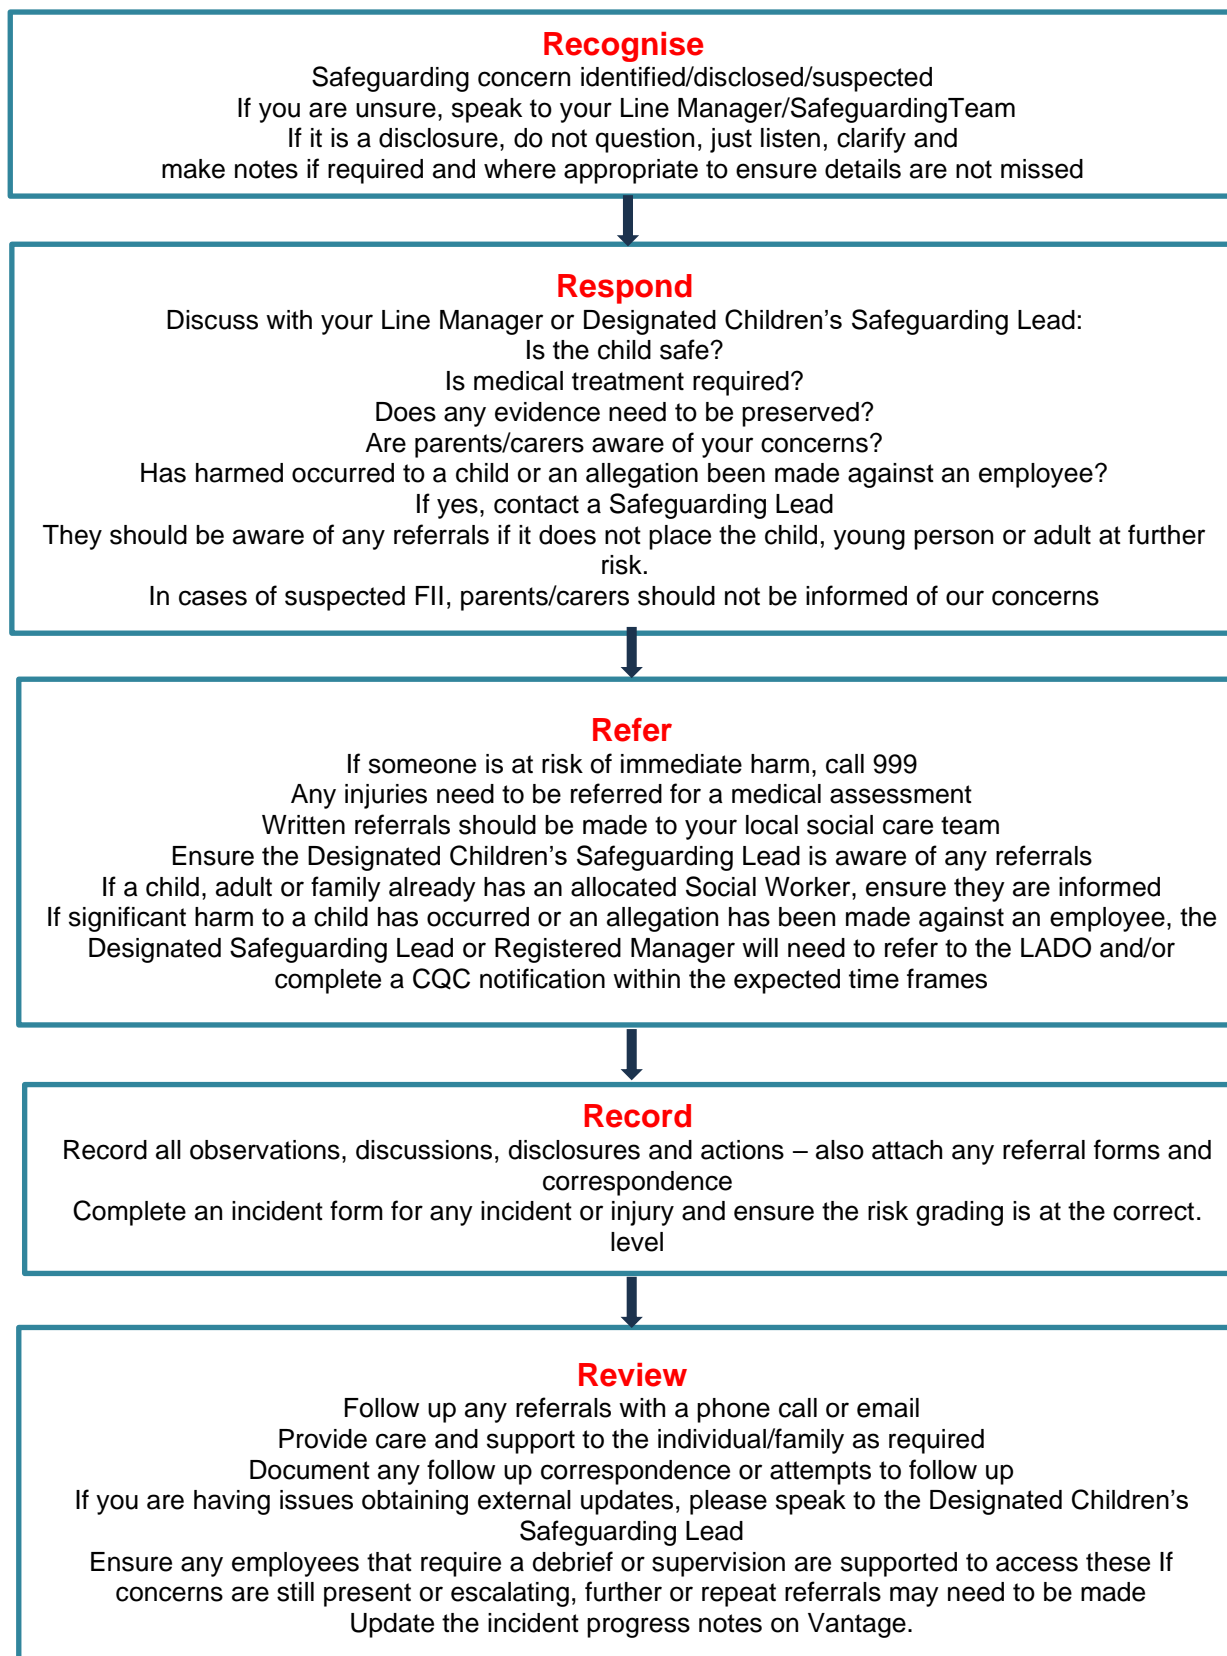 Recognise
Safeguarding concern identified/disclosed/suspected
If you are unsure, speak to your Line Manager/SafeguardingTeam
If it is a disclosure, do not question, just listen, clarify and
make notes if required and where appropriate to ensure details are not missed
Respond
Discuss with your Line Manager or Designated Children’s Safeguarding Lead:
Is the child safe?
Is medical treatment required?
Does any evidence need to be preserved?
Are parents/carers aware of your concerns?
Has harmed occurred to a child or an allegation been made against an employee?
If yes, contact a Safeguarding Lead
They should be aware of any referrals if it does not place the child, young person or adult at further
risk.
In cases of suspected FII, parents/carers should not be informed of our concerns
Refer
If someone is at risk of immediate harm, call 999
Any injuries need to be referred for a medical assessment
Written referrals should be made to your local social care team
Ensure the Designated Children’s Safeguarding Lead is aware of any referrals
If a child, adult or family already has an allocated Social Worker, ensure they are informed
If significant harm to a child has occurred or an allegation has been made against an employee, the
Designated Safeguarding Lead or Registered Manager will need to refer to the LADO and/or
complete a CQC notification within the expected time frames
Record
Record all observations, discussions, disclosures and actions – also attach any referral forms and
correspondence
Complete an incident form for any incident or injury and ensure the risk grading is at the correct.
level
Review
Follow up any referrals with a phone call or email
Provide care and support to the individual/family as required
Document any follow up correspondence or attempts to follow up
If you are having issues obtaining external updates, please speak to the Designated Children’s
Safeguarding Lead
Ensure any employees that require a debrief or supervision are supported to access these If
concerns are still present or escalating, further or repeat referrals may need to be made
Update the incident progress notes on Vantage.